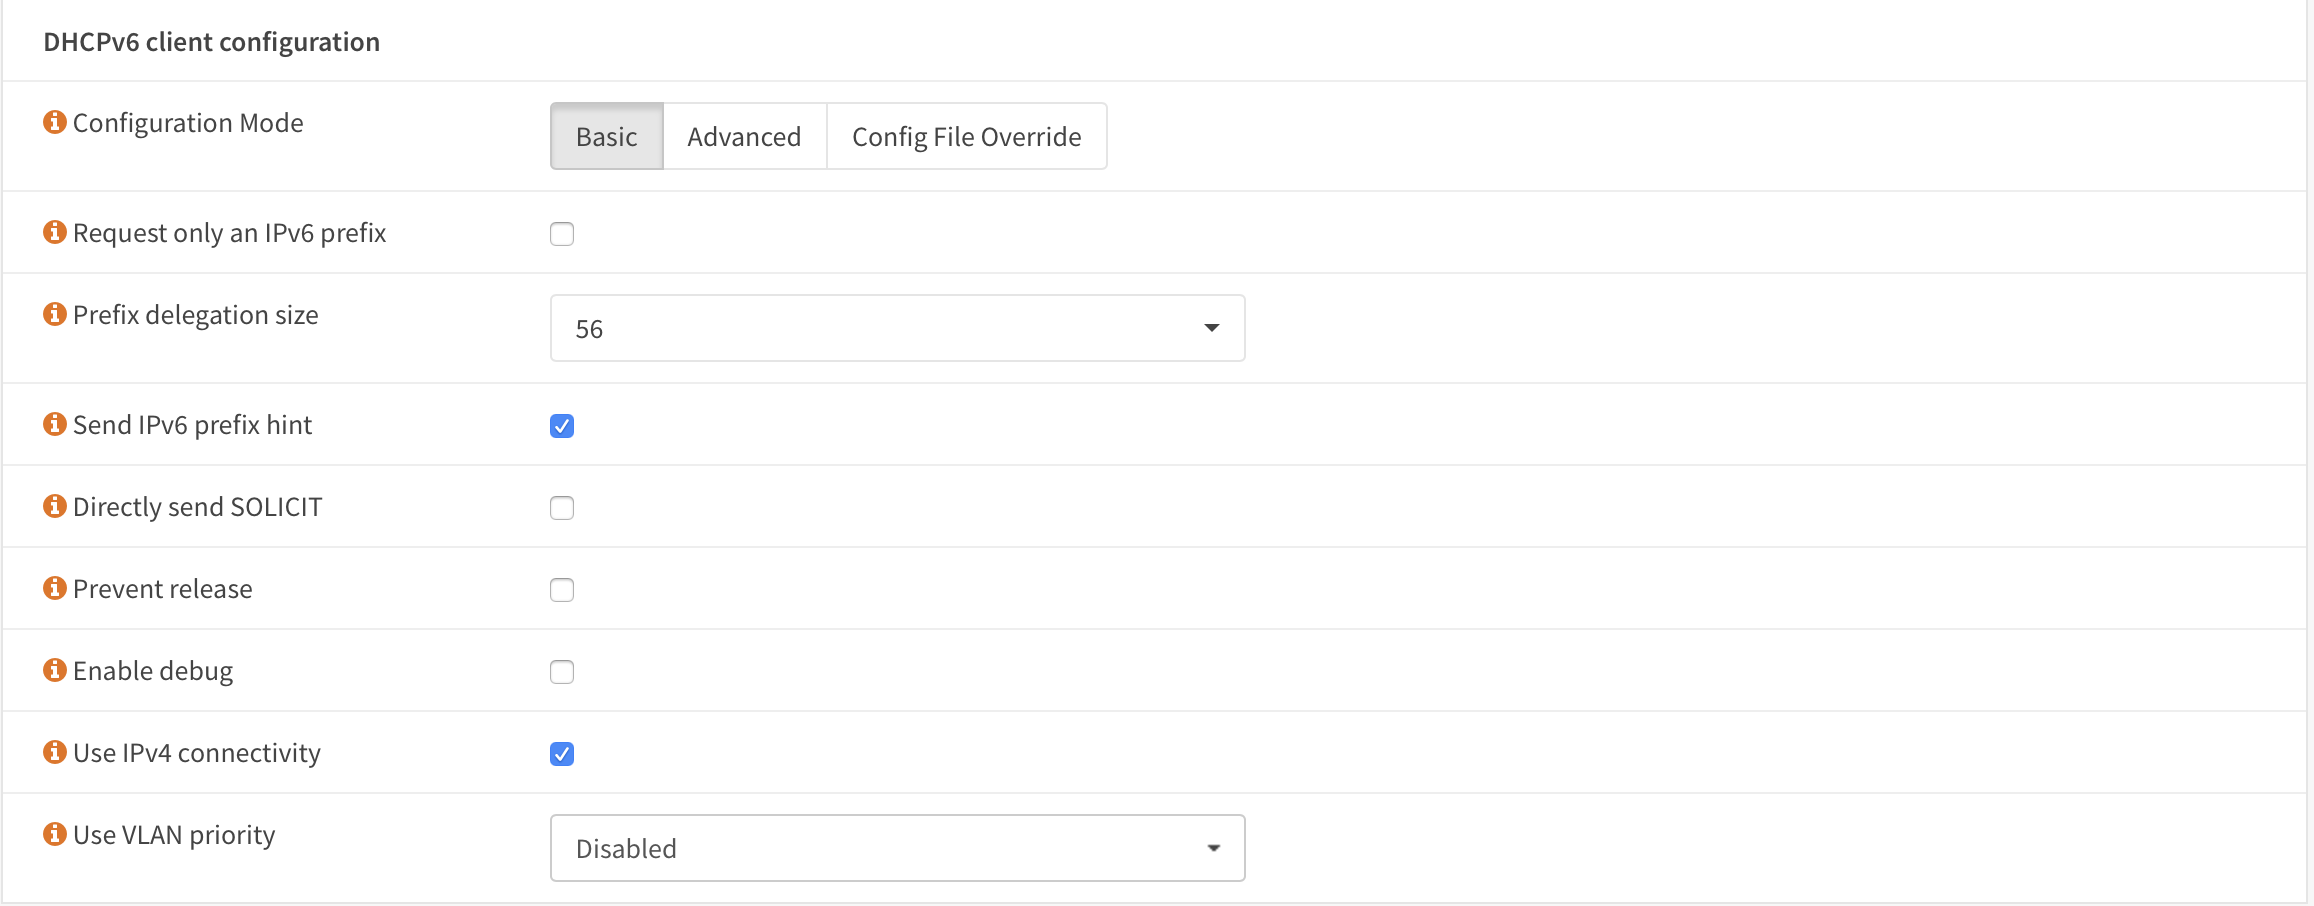 DHCPv6 client configuration
Configuration Mode
Basic Advanced Config File Override
Request only an IPv6 prefix
Prefix delegation size
56
Send IPv6 prefix hint
Directly send SOLICIT
Prevent release
Enable debug
Use IPv4 connectivity
Use VLAN priority
Disabled